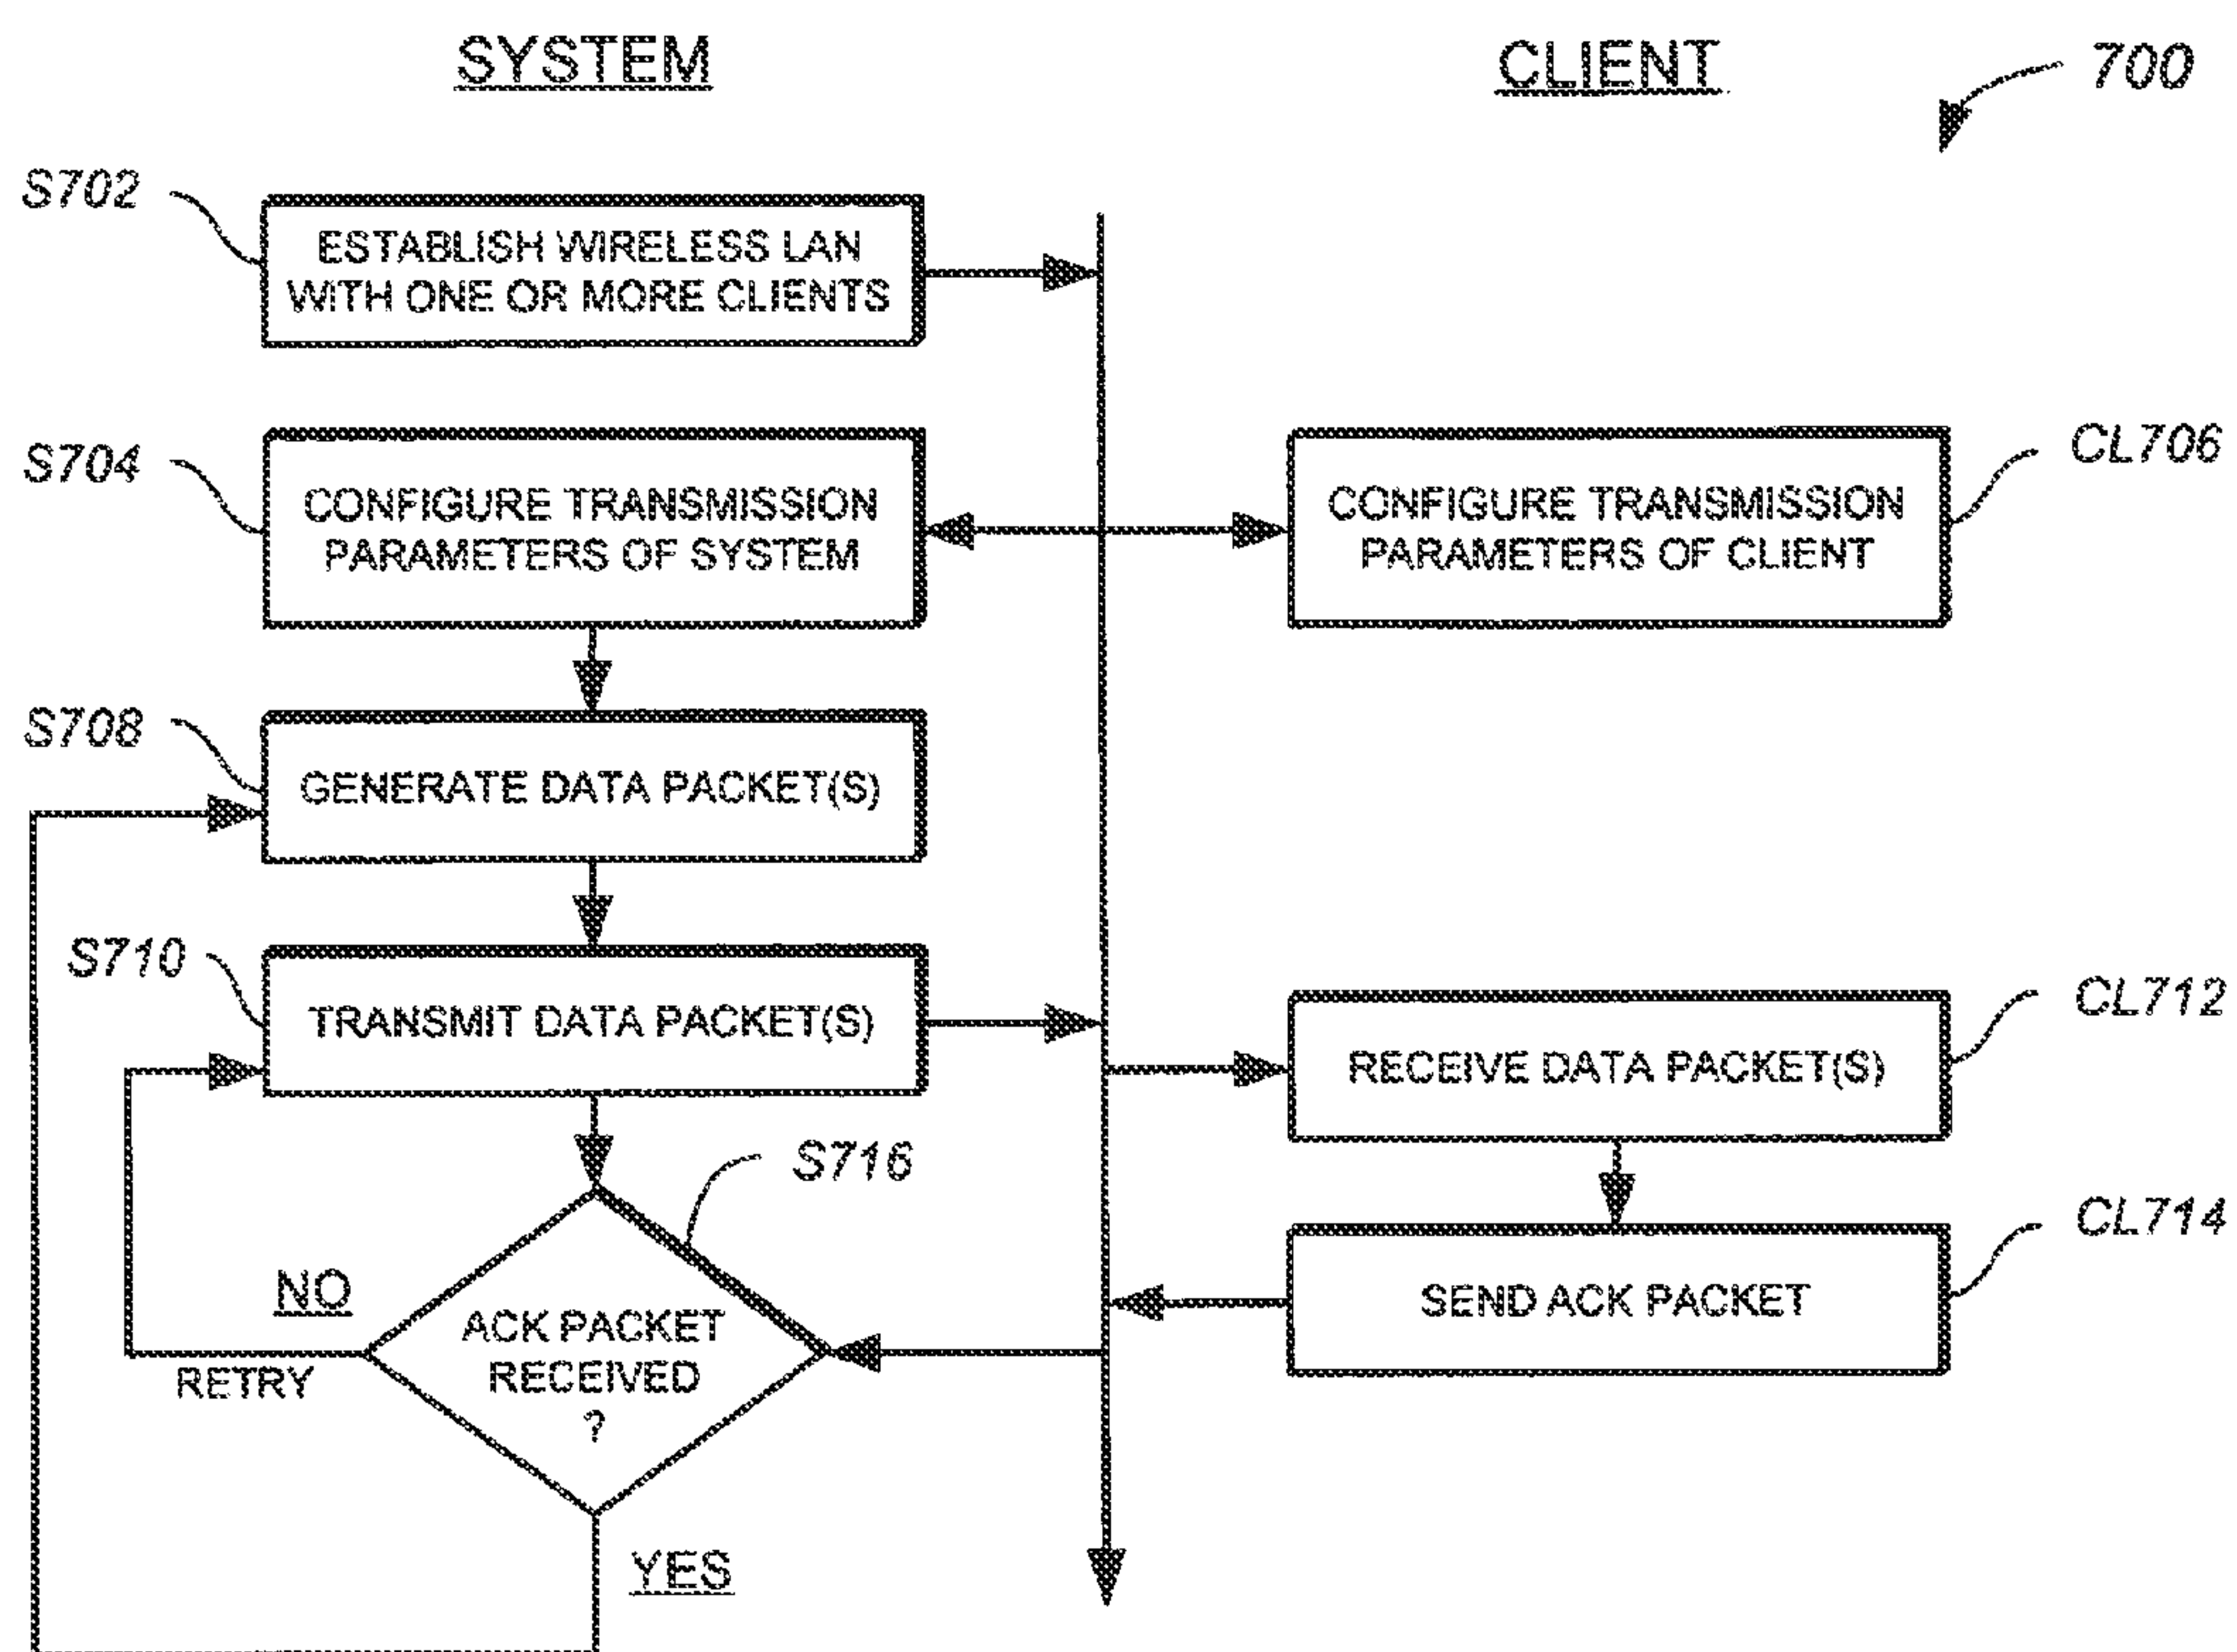 SYSTEM
CLIENT
700
S702
ESTABLISH WIRELESS LAN
WITH ONE OR MORE CLIENTS
S704
CONFIGURE TRANSMISSION
PARAMETERS OF SYSTEM
CL706
CONFIGURE TRANSMISSION
PARAMETERS OF CLIENT
S708
GENERATE DATA PACKET(S)
S710
TRANSMIT DATA PACKET(S)
CL712
RECEIVE DATA PACKET(S)
S716
CL714
SEND ACK PACKET
NO
RETRY
ACK PACKET
RECEIVED
?
YES